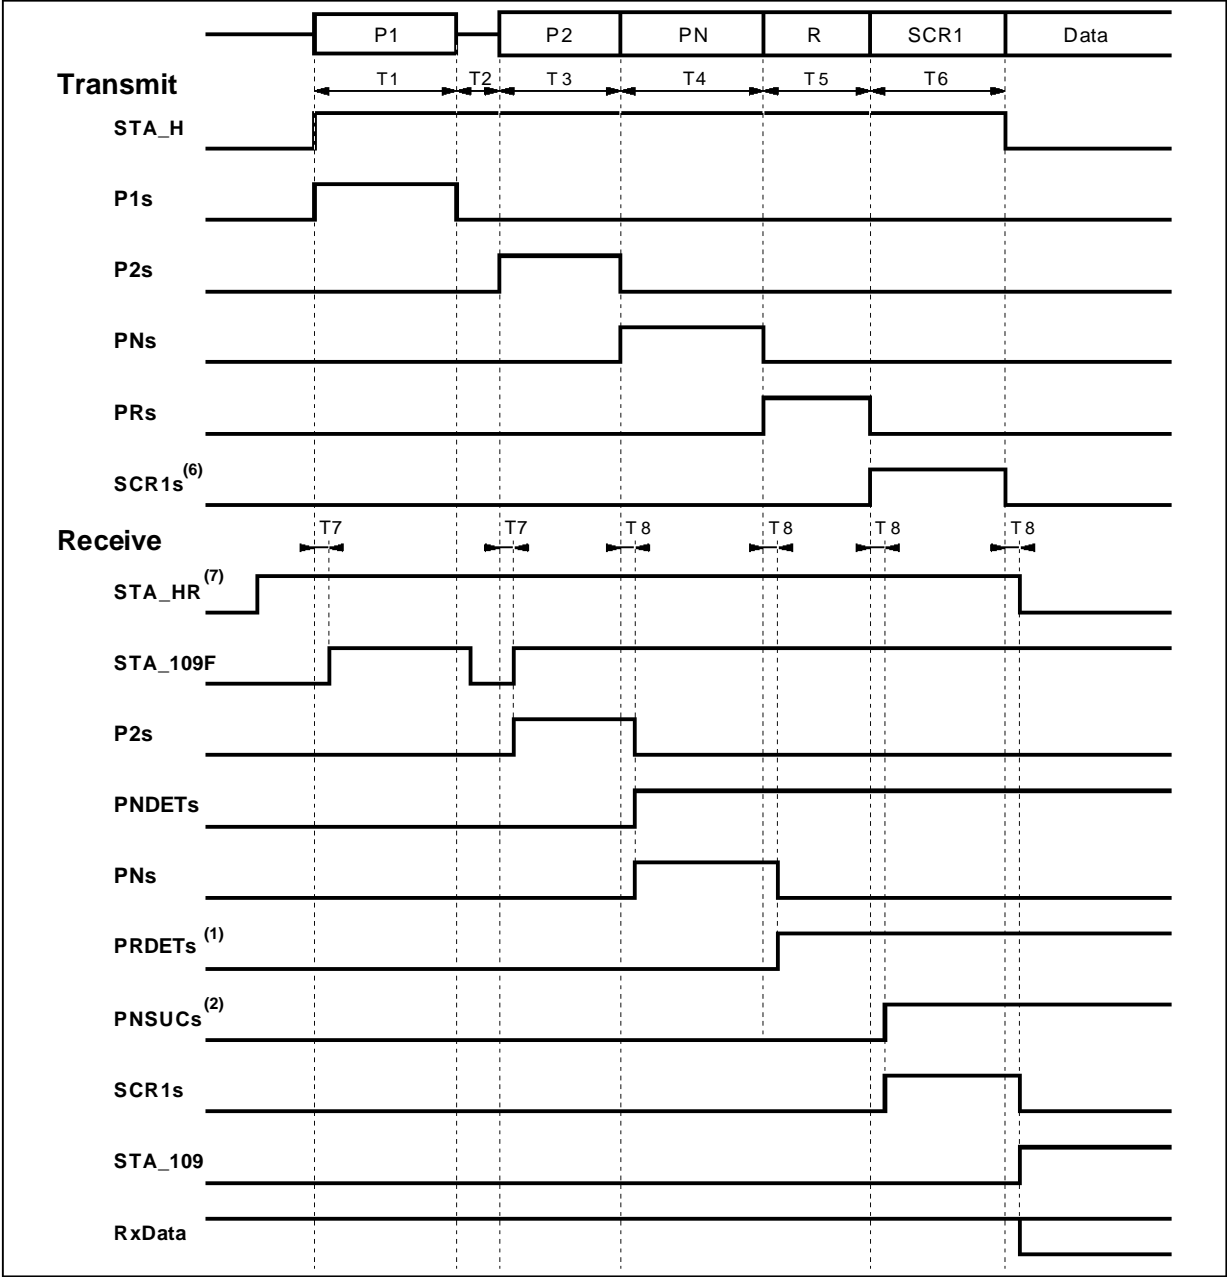 P1 P2 PN R SCR1 Data
Transmit
T1 T2 T3 T4 T5 T6
STA_H
P1s
P2s
PNs
PRs
SCR1s(6)
T7 T7 T8 T8 T8 T8
Receive
STA_HR(7)
STA_109F
P2s
PNDETs
PNs
PRDETs (1)
PNSUCs(2)
SCR1s
STA_109
RxData